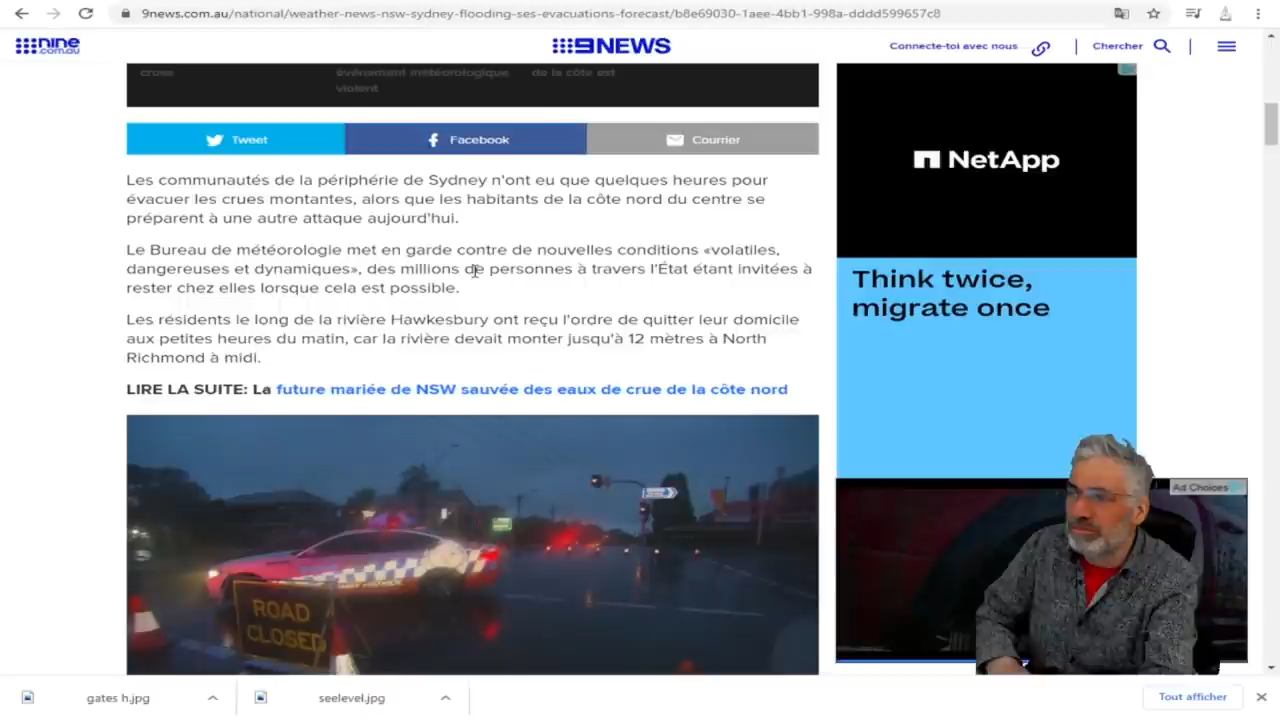 9news.com.au/national/weather-news-nsw-sydney-flooding-ses-evacuations-forecast/b8e69030-1aee-4bb1-998a-dddd599657c8
nine
.com.au
9NEWS
Connecte-toi avec nous
Chercher
cross
événement météorologique
de la côte est
violent
Tweet
Facebook
Courrier
Les communautés de la périphérie de Sydney n'ont eu que quelques heures pour
évacuer les crues montantes, alors que les habitants de la côte nord du centre se
préparent à une autre attaque aujourd'hui.
Le Bureau de météorologie met en garde contre de nouvelles conditions «volatiles,
dangereuses et dynamiques», des millions de personnes à travers l'État étant invitées à
rester chez elles lorsque cela est possible.
Les résidents le long de la rivière Hawkesbury ont reçu l'ordre de quitter leur domicile
aux petites heures du matin, car la rivière devait monter jusqu'à 12 mètres à North
Richmond à midi.
LIRE LA SUITE: La future mariée de NSW sauvée des eaux de crue de la côte nord
NetApp
Think twice,
migrate once
Ad Choices
ROAD
CLOSED
gates h.jpg
seelevel.jpg
Tout afficher